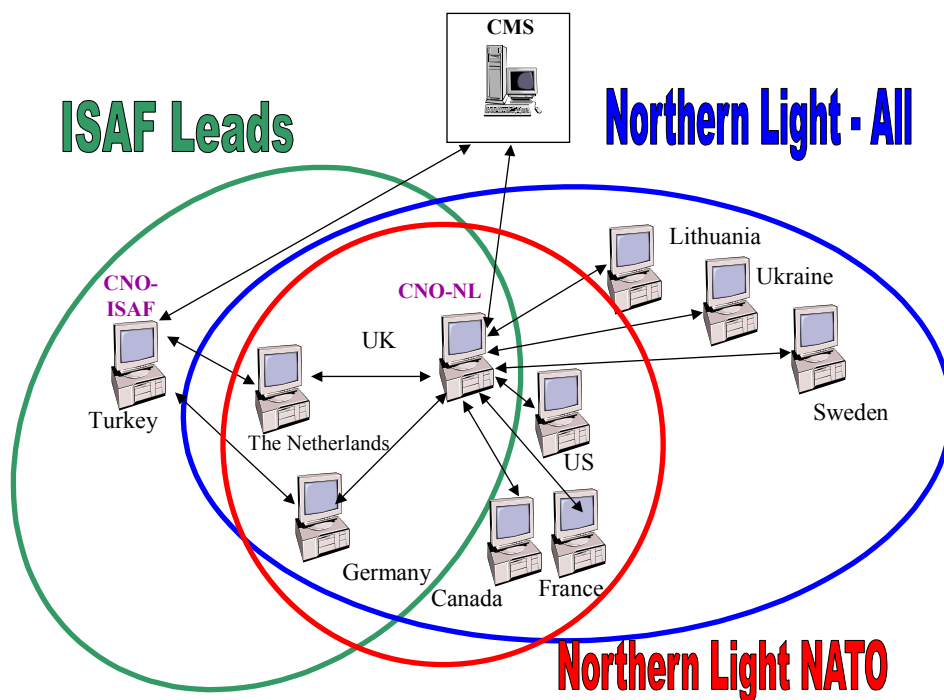 CMS
ISAF Leads
Northern Light - All
Lithuania
Ukraine
CNO-
ISAF
CNO-NL
UK
Turkey
The Netherlands
Sweden
US
Germany
Canada
France
Northern Light NATO